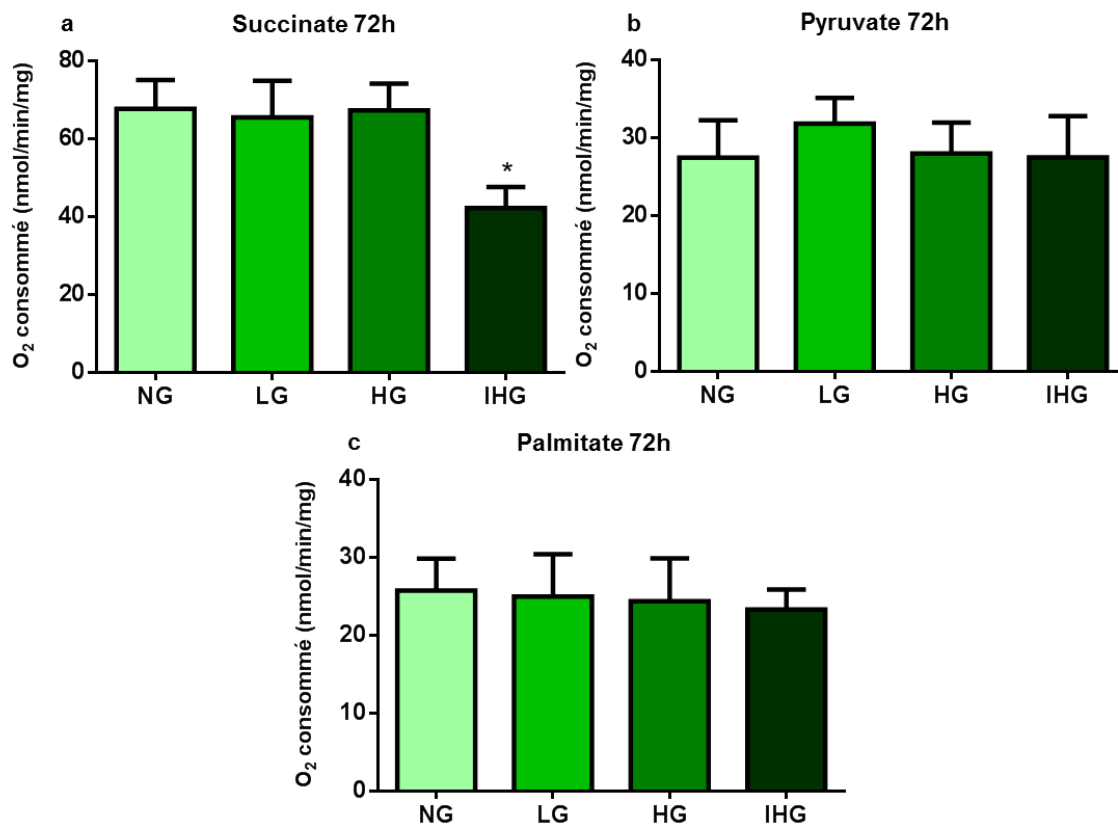 a
Succinate 72h
O₂ consommé (nmol/min/mg)
80
60
40
20
0
*
NG LG HG IHG
b
Pyruvate 72h
O₂ consommé (nmol/min/mg)
40
30
20
10
0
NG LG HG IHG
c
Palmitate 72h
O₂ consommé (nmol/min/mg)
40
30
20
10
0
NG LG HG IHG